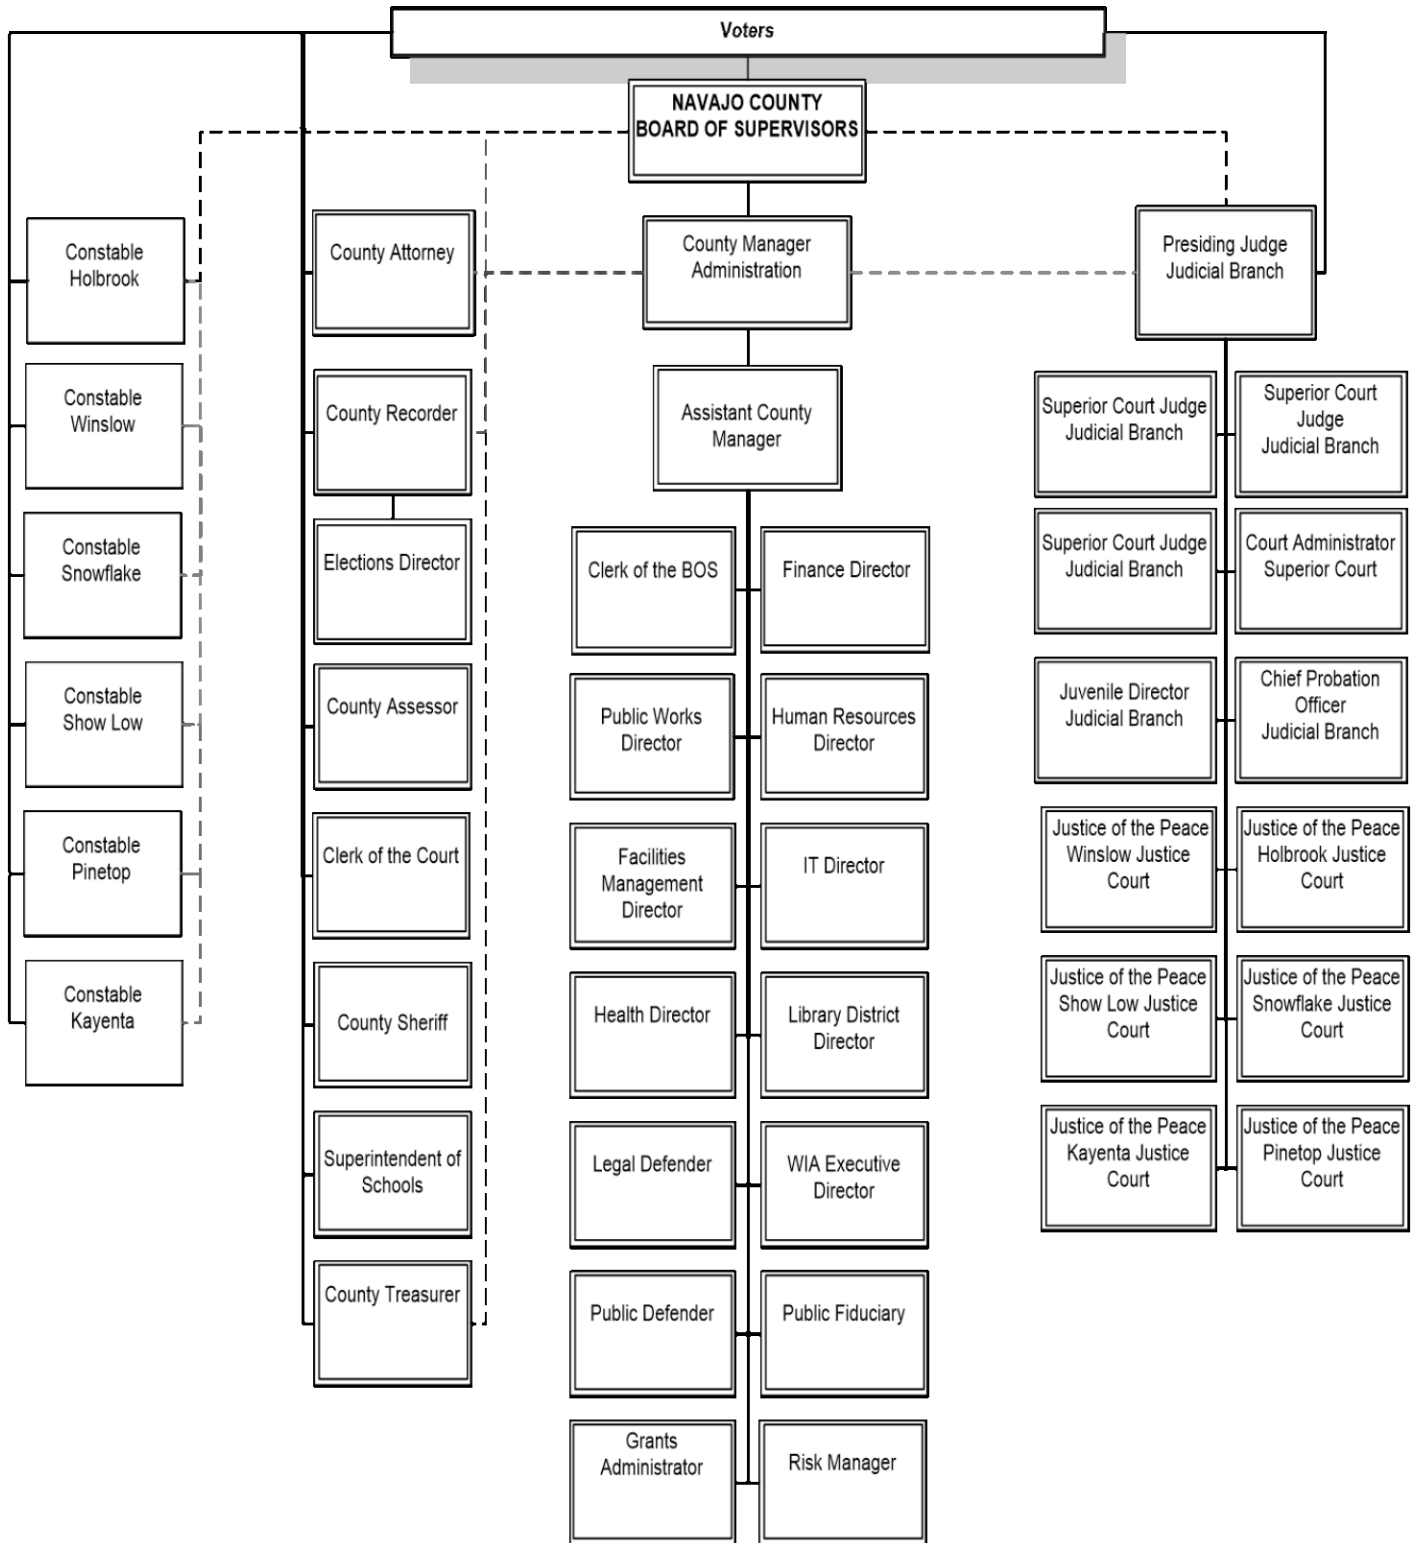 Voters
NAVAJO COUNTY
BOARD OF SUPERVISORS
Constable
Holbrook
Constable
Winslow
Constable
Snowflake
Constable
Show Low
Constable
Pinetop
Constable
Kayenta
County Attorney
County Recorder
Elections Director
County Assessor
Clerk of the Court
County Sheriff
Superintendent of
Schools
County Treasurer
County Manager
Administration
Assistant County
Manager
Clerk of the BOS
Finance Director
Public Works
Director
Human Resources
Director
Facilities
Management
Director
IT Director
Health Director
Library District
Director
Legal Defender
WIA Executive
Director
Public Defender
Public Fiduciary
Grants
Administrator
Risk Manager
Presiding Judge
Judicial Branch
Superior Court Judge
Judicial Branch
Superior Court
Judge
Judicial Branch
Superior Court Judge
Judicial Branch
Court Administrator
Superior Court
Juvenile Director
Judicial Branch
Chief Probation
Officer
Judicial Branch
Justice of the Peace
Winslow Justice
Court
Justice of the Peace
Holbrook Justice
Court
Justice of the Peace
Show Low Justice
Court
Justice of the Peace
Snowflake Justice
Court
Justice of the Peace
Kayenta Justice
Court
Justice of the Peace
Pinetop Justice
Court